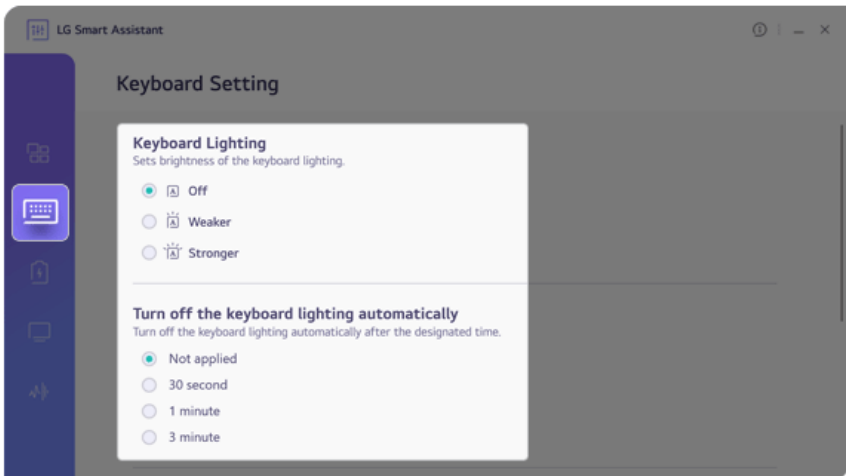 LG Smart Assistant
Keyboard Setting
Keyboard Lighting
Sets brightness of the keyboard lighting.
A Off
A Weaker
A Stronger
Turn off the keyboard lighting automatically
Turn off the keyboard lighting automatically after the designated time.
Not applied
30 second
1 minute
3 minute